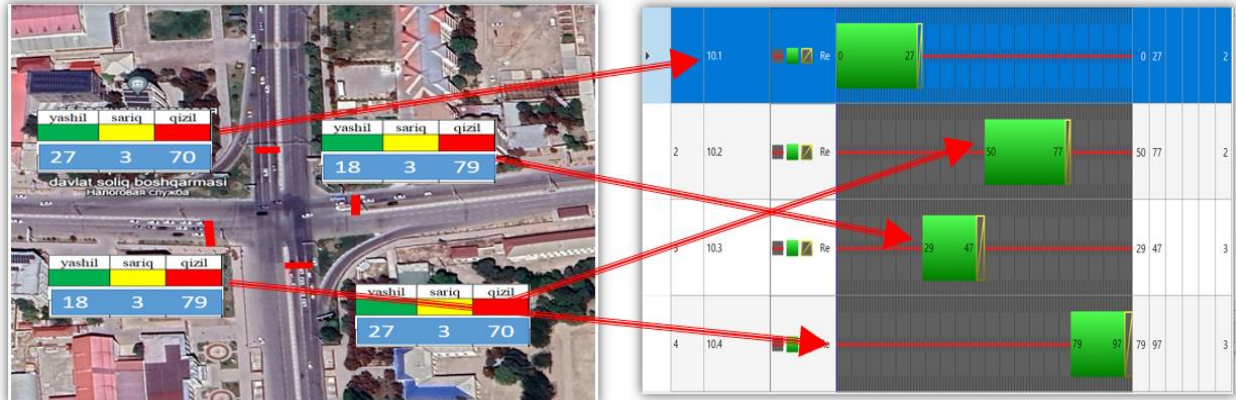 yashil sariq qizil
27 3 70
yashil sariq qizil
18 3 79
davlat soliq boshqarmasi
Налоговая служба
yashil sariq qizil
18 3 79
yashil sariq qizil
27 3 70
10.1 Re 0 27 0 27 2
2 10.2 Re 50 77 50 77 2
3 10.3 Re 29 47 29 47 3
4 10.4 Re 79 97 79 97 3